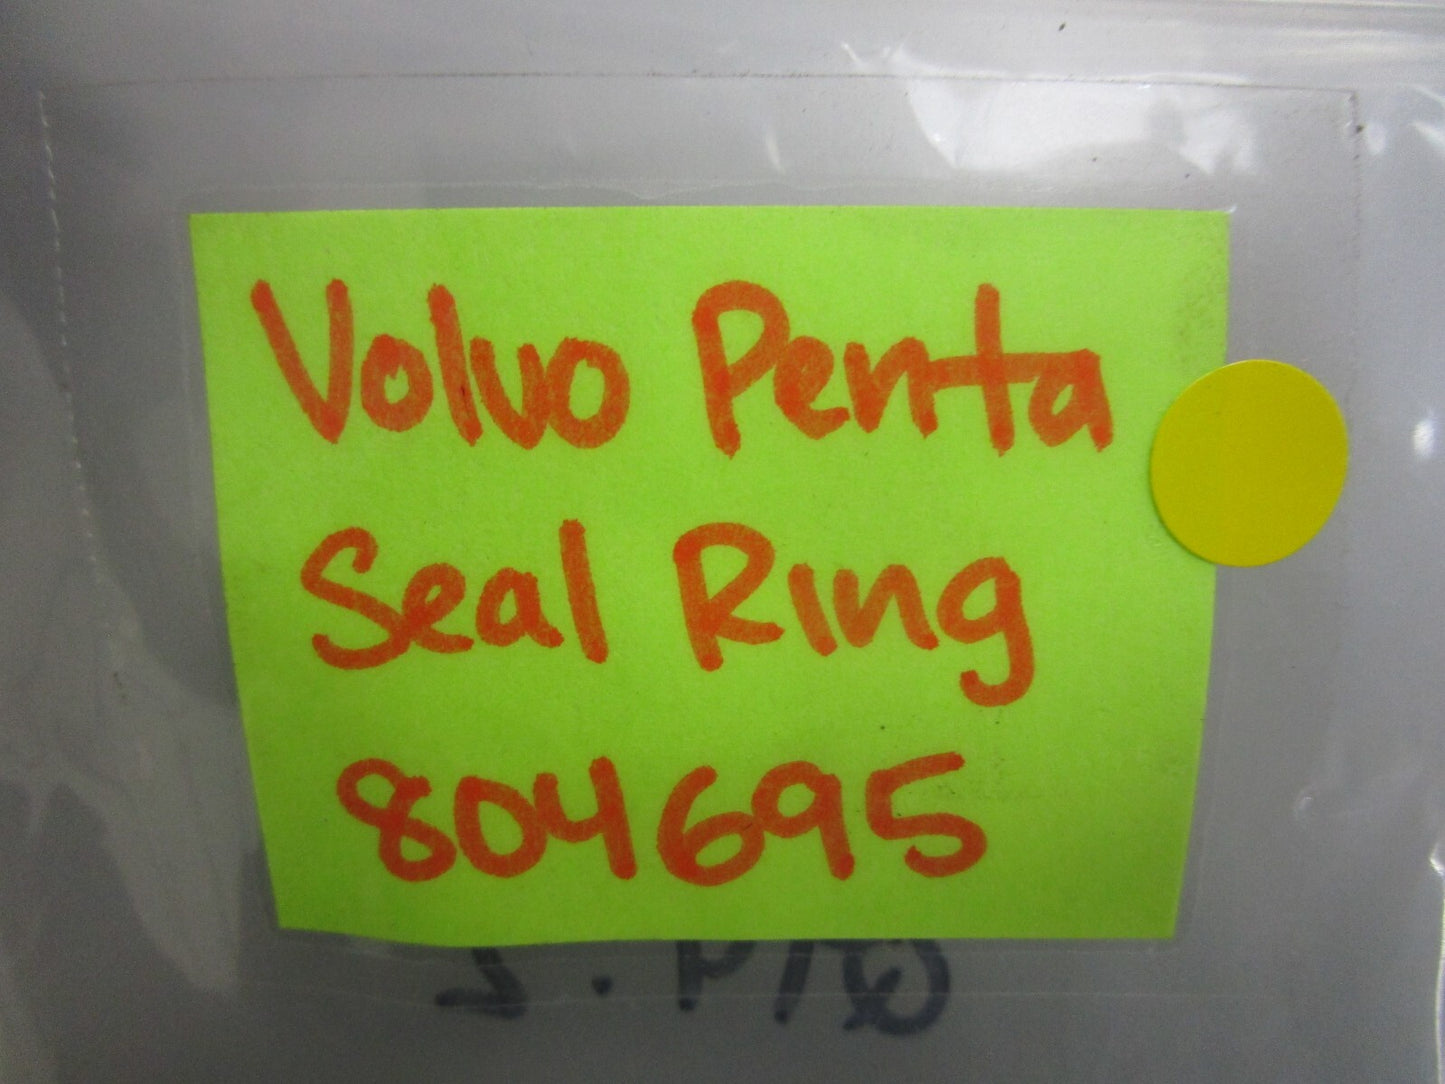 Volvo Penta
Seal Ring
804695